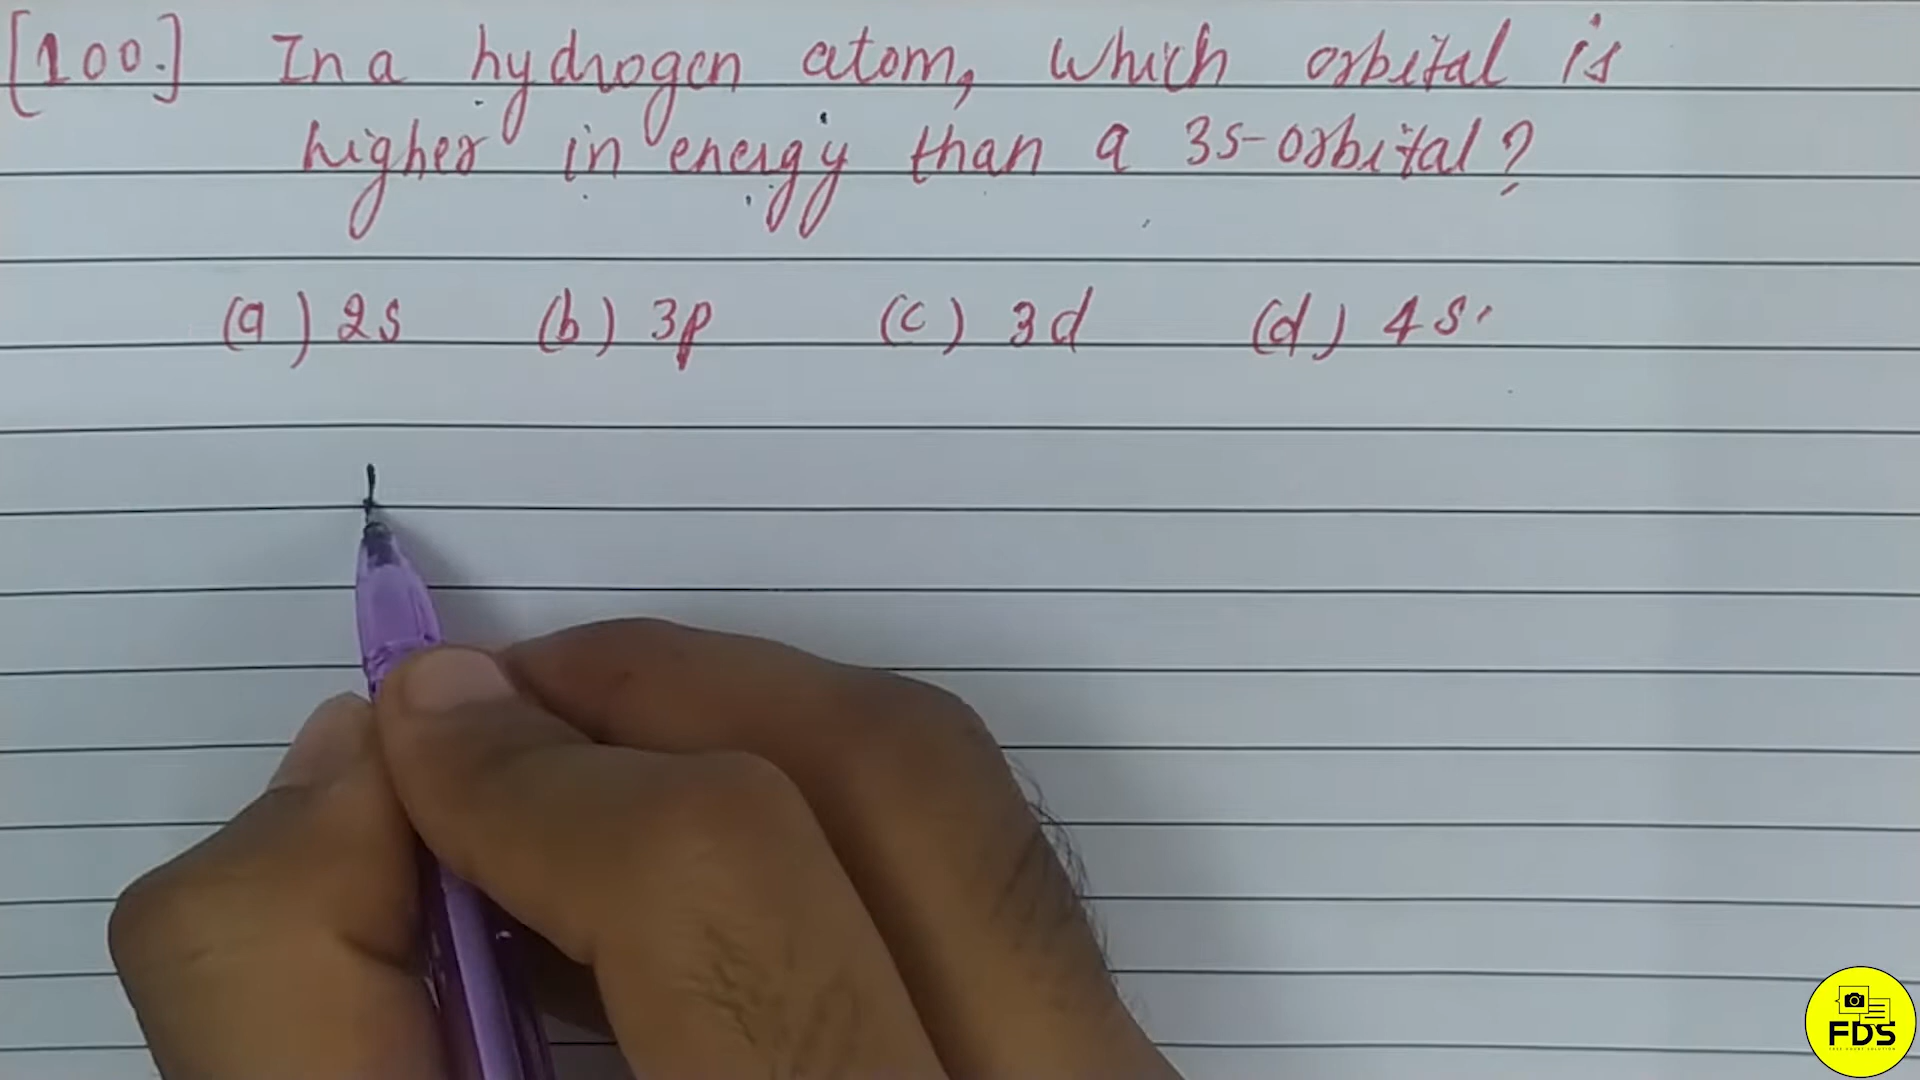 [100.] In a hydrogen atom, which orbital is
higher in energy than a 3s-orbital?
(a) 2s (b) 3p (c) 3d (d) 4s.
FDS